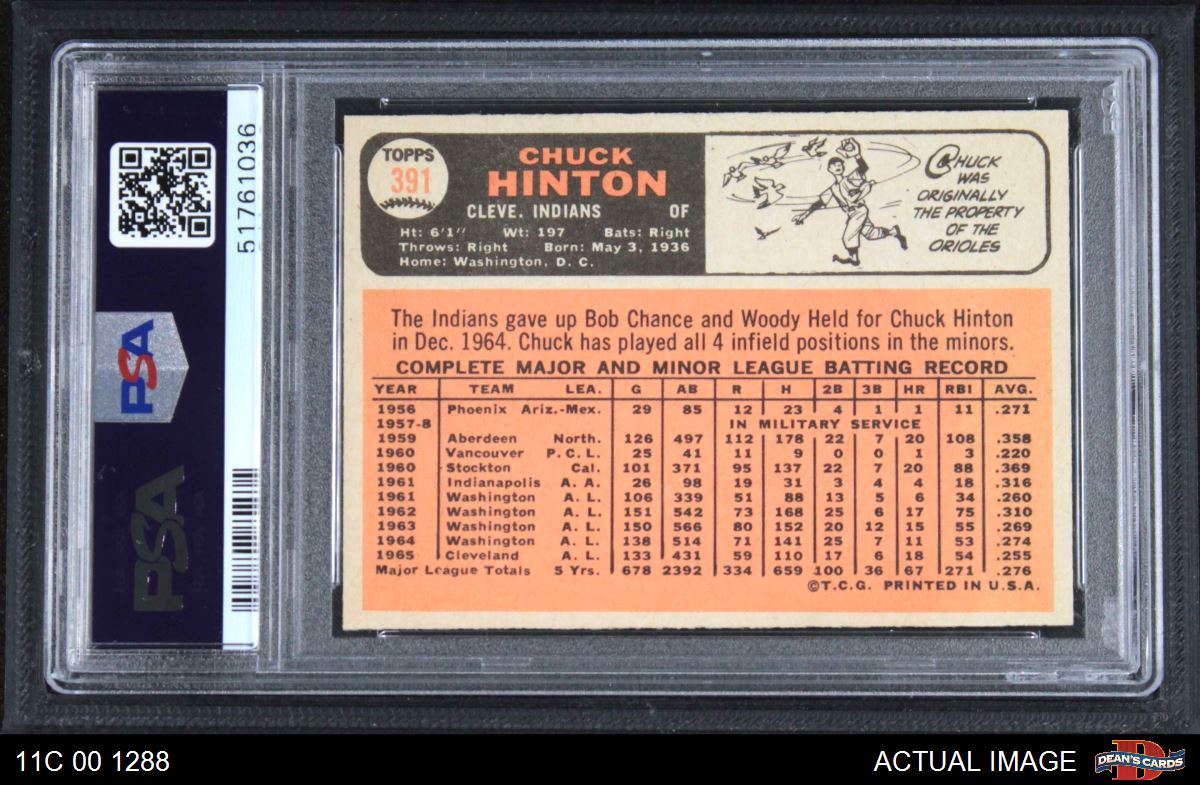 51761036
PSA
PSA
TOPPS
391
CHUCK
HINTON
CLEVE. INDIANS OF
Ht: 6'1" Wt: 197 Bats: Right
Throws: Right Born: May 3, 1936
Home: Washington, D. C.
CHUCK
WAS
ORIGINALLY
THE PROPERTY
OF THE
ORIOLES
The Indians gave up Bob Chance and Woody Held for Chuck Hinton
in Dec. 1964. Chuck has played all 4 infield positions in the minors.
COMPLETE MAJOR AND MINOR LEAGUE BATTING RECORD
YEAR TEAM LEA. G AB R H 2B 3B HR RBI AVG.
1956 Phoenix Ariz.-Mex. 29 85 12 23 4 1 1 11 .271
1957-8 IN MILITARY SERVICE
1959 Aberdeen North. 126 497 112 178 22 7 20 108 .358
1960 Vancouver P.C.L. 25 41 11 9 0 0 1 3 .220
1960 Stockton Cal. 101 371 95 137 22 7 20 88 .369
1961 Indianapolis A. A. 26 98 19 31 3 4 4 18 .316
1961 Washington A. L. 106 339 51 88 13 5 6 34 .260
1962 Washington A. L. 151 542 73 168 25 6 17 75 .310
1963 Washington A. L. 150 566 80 152 20 12 15 55 .269
1964 Washington A. L. 138 514 71 141 25 7 11 53 .274
1965 Cleveland A. L. 133 431 59 110 17 6 18 54 .255
Major League Totals 5 Yrs. 678 2392 334 659 100 36 67 271 .276
©T.C.G. PRINTED IN U.S.A.
11C 00 1288
ACTUAL IMAGE
DEAN'S CARDS